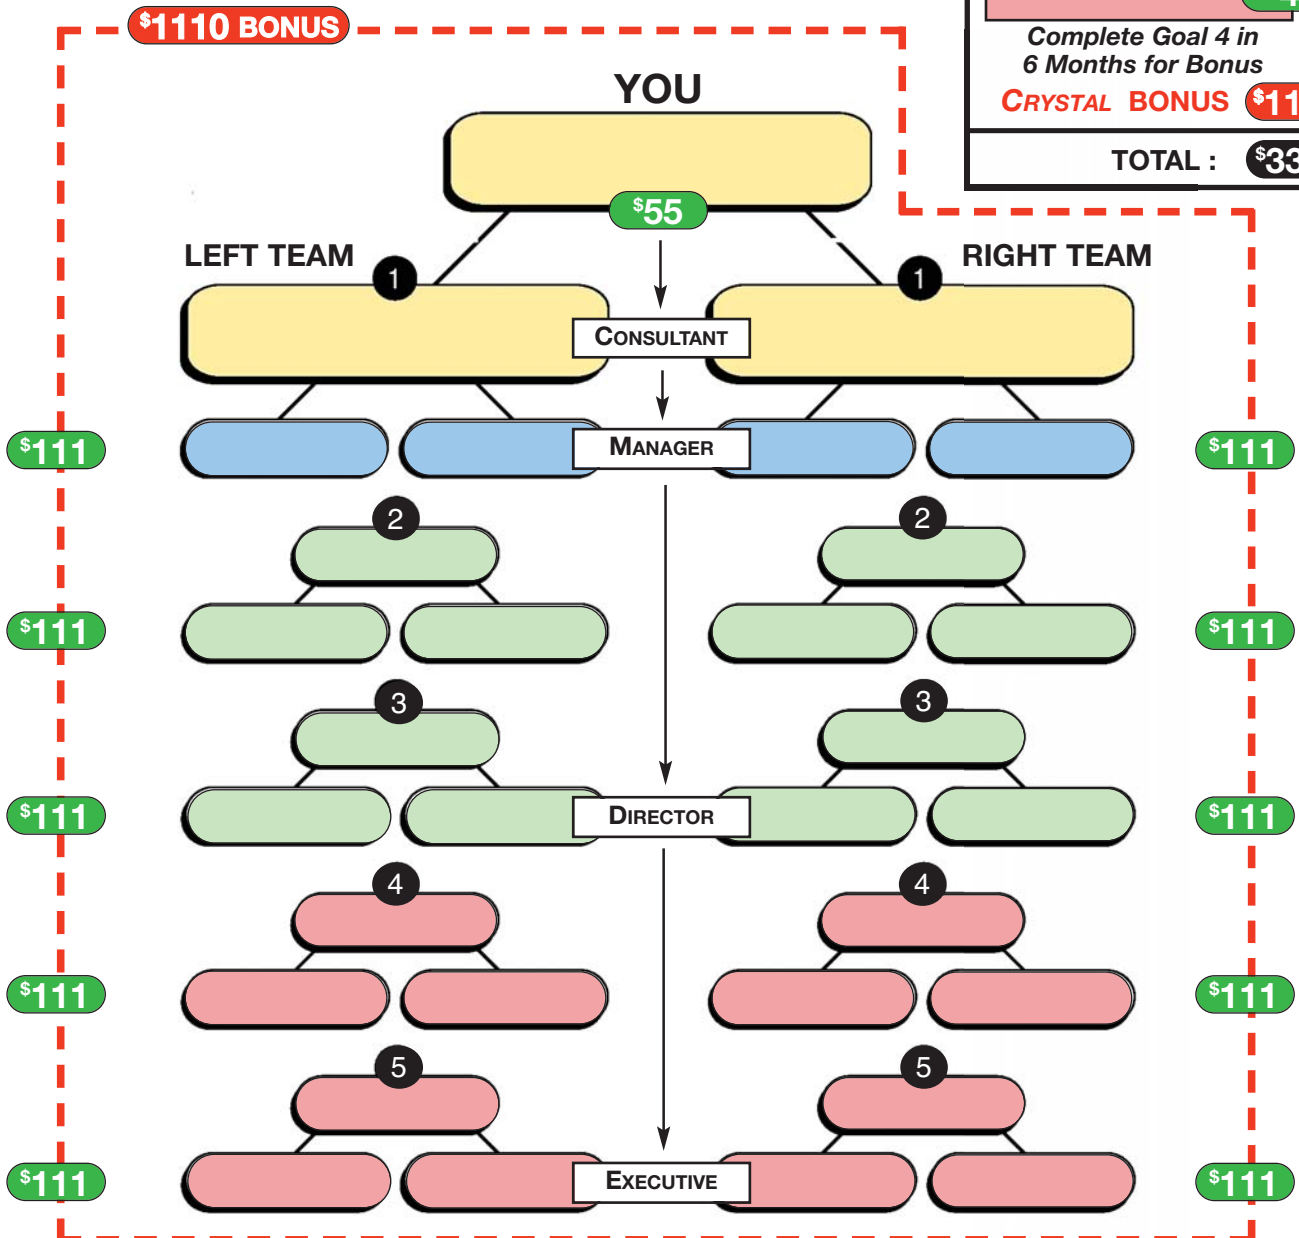 $1110 BONUS
Complete Goal 4 in
6 Months for Bonus
CRYSTAL BONUS
TOTAL :
YOU
$55
LEFT TEAM
RIGHT TEAM
1
1
CONSULTANT
$111
MANAGER
$111
2
2
$111
$111
3
3
$111
DIRECTOR
$111
4
4
$111
$111
5
5
$111
EXECUTIVE
$111